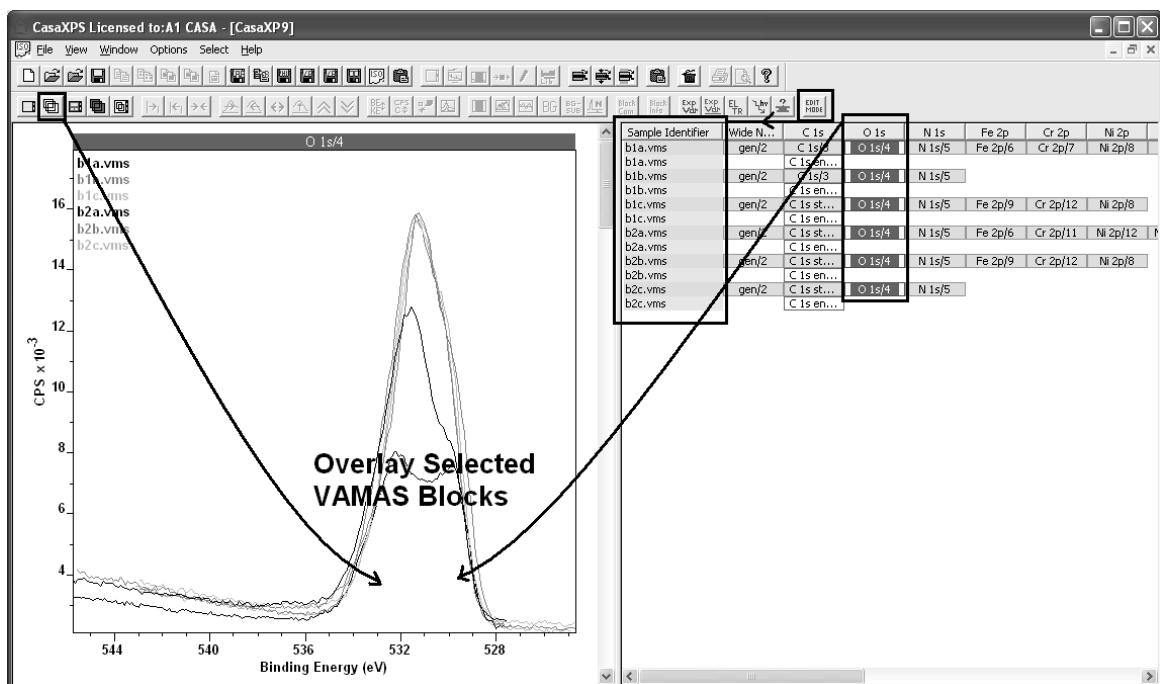 CasaXPS Licensed to:A1 CASA - [CasaXP9]
File View Window Options Select Help
BE+ KE↑ CPS C BG BG-SUB Block Com Block Info Exp Var Exp Var EL TR hv EDIT MODE
O 1s/4
b1a.vms
b1b.vms
b1c.vms
b2a.vms
b2b.vms
b2c.vms
16
14
12
10
8
6
4
CPS x 10-3
544 540 536 532 528
Binding Energy (eV)
Overlay Selected
VAMAS Blocks
Sample Identifier Wide N... C 1s O 1s N 1s Fe 2p Cr 2p Ni 2p
b1a.vms gen/2 C 1s/3 O 1s/4 N 1s/5 Fe 2p/6 Cr 2p/7 Ni 2p/8
b1a.vms C 1s en...
b1b.vms gen/2 C 1s/3 O 1s/4 N 1s/5
b1b.vms C 1s en...
b1c.vms gen/2 C 1s st... O 1s/4 N 1s/5 Fe 2p/9 Cr 2p/12 Ni 2p/8
b1c.vms C 1s en...
b2a.vms gen/2 C 1s st... O 1s/4 N 1s/5 Fe 2p/6 Cr 2p/11 Ni 2p/12
b2a.vms C 1s en...
b2b.vms gen/2 C 1s st... O 1s/4 N 1s/5 Fe 2p/9 Cr 2p/12 Ni 2p/8
b2b.vms C 1s en...
b2c.vms gen/2 C 1s st... O 1s/4 N 1s/5
b2c.vms C 1s en...